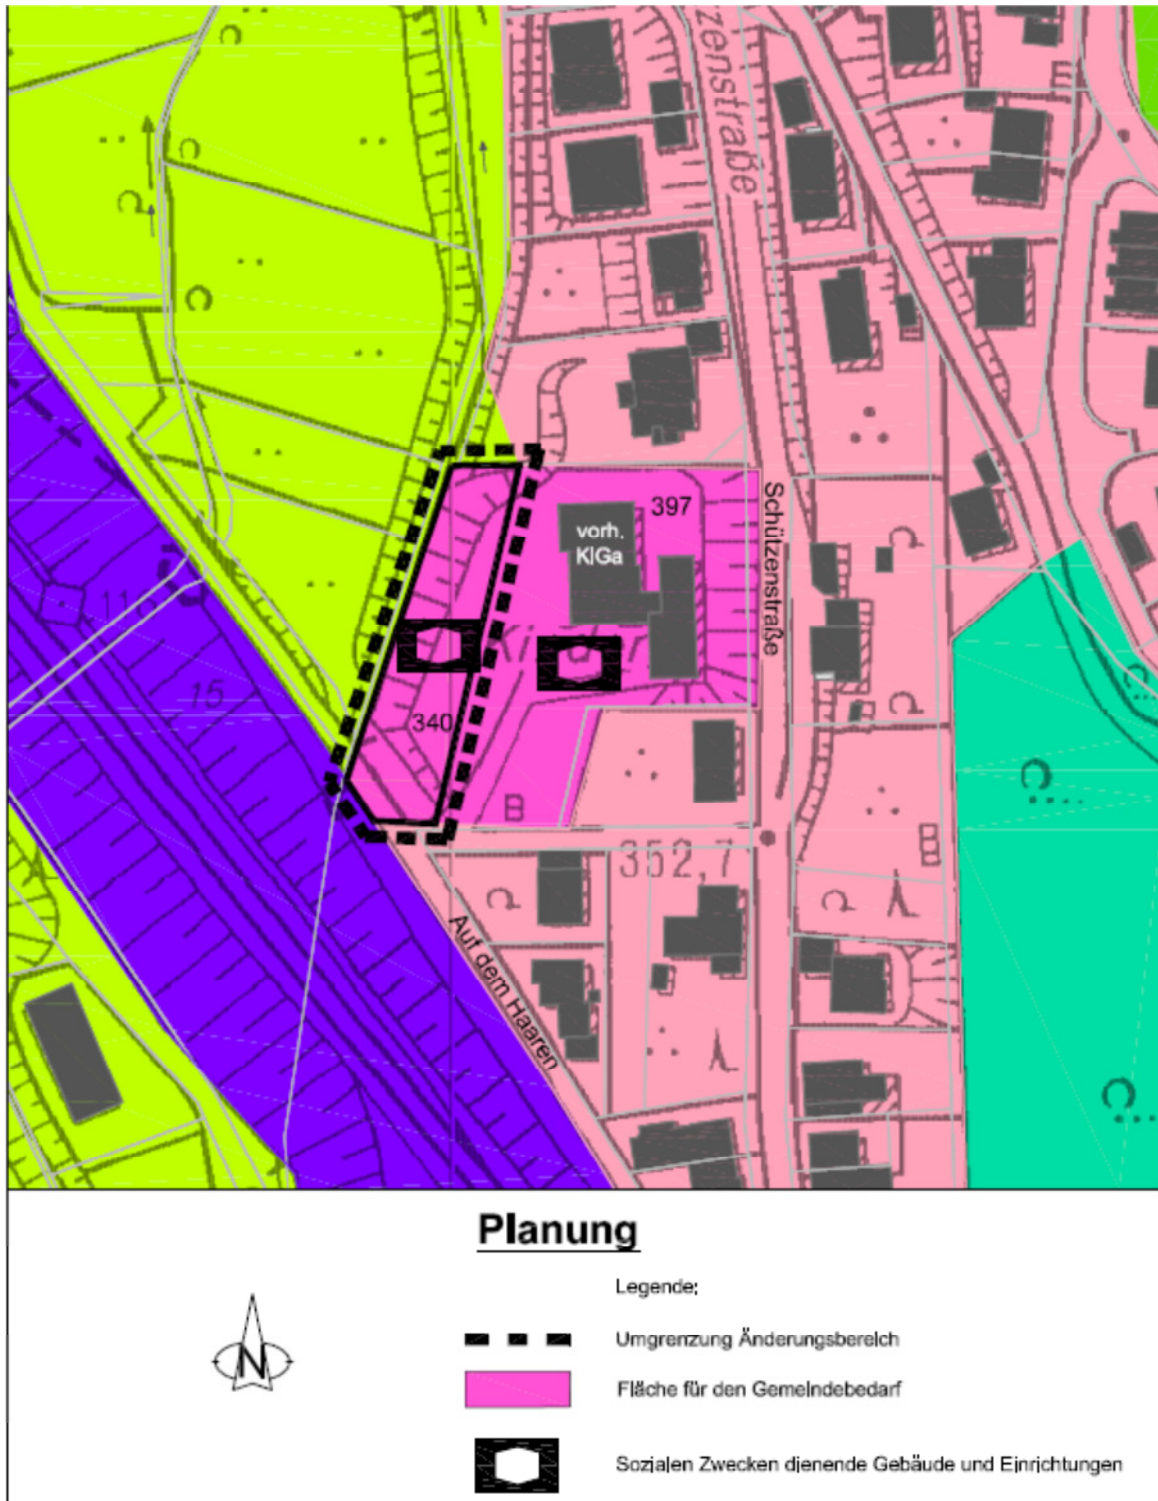 zenstraße
397
vorh.
KiGa
Schützenstraße
15
340
B
352,7
Auf dem Haaren
Planung
Legende:
N
Umgrenzung Änderungsbereich
Fläche für den Gemeindebedarf
Sozialen Zwecken dienende Gebäude und Einrichtungen